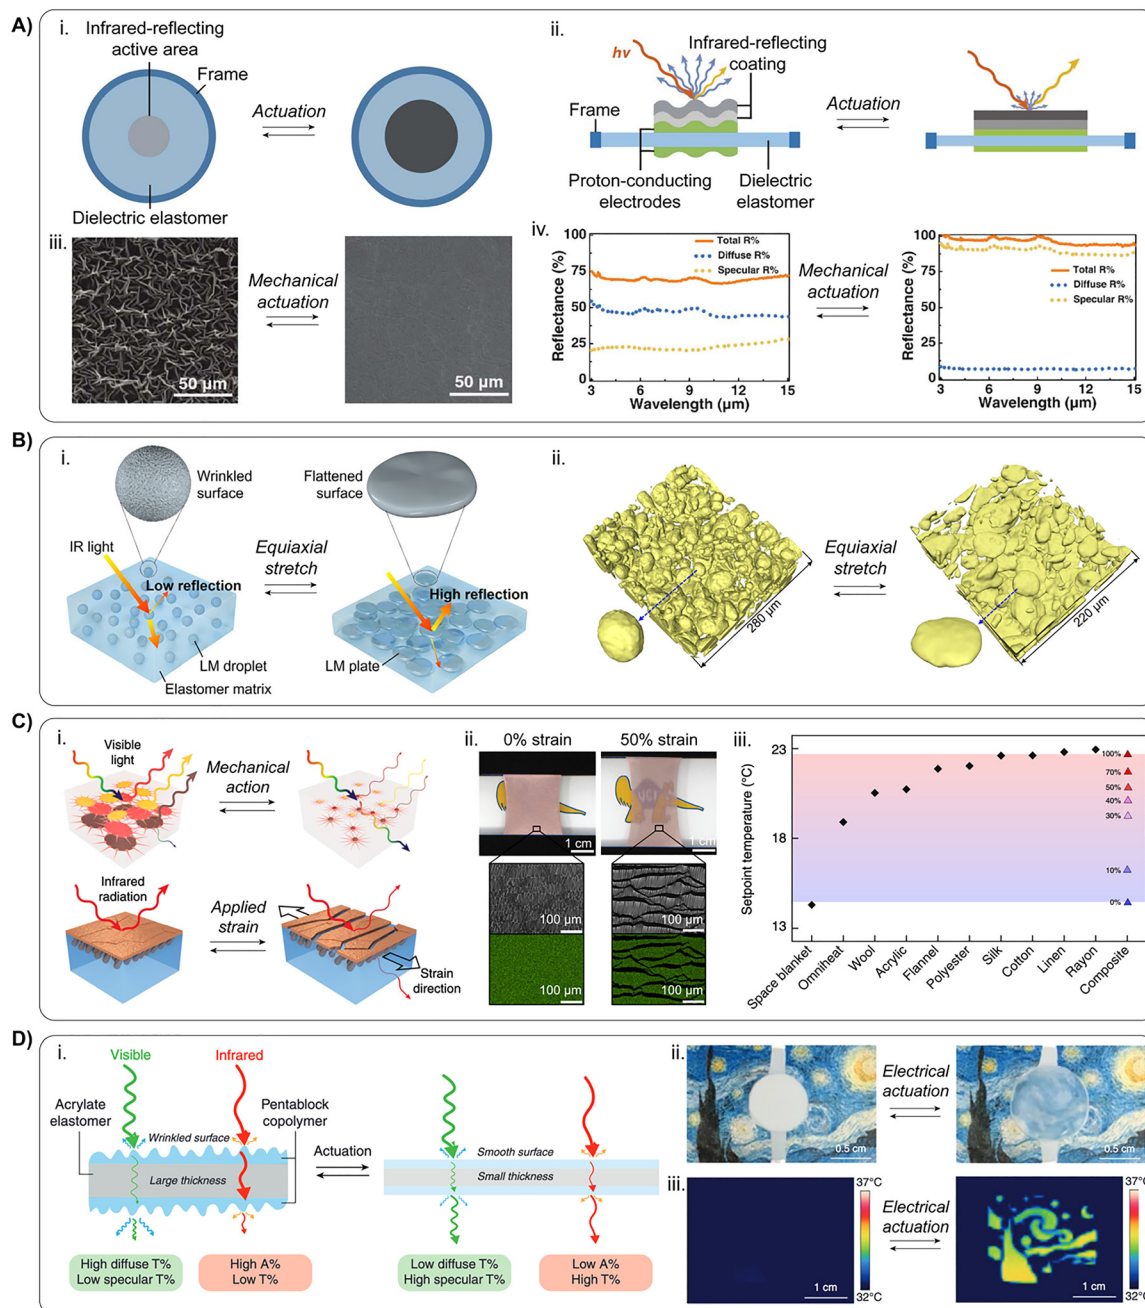 A)
i.
Infrared-reflecting
active area
Frame
Actuation
Dielectric elastomer
ii.
hv
Infrared-reflecting
coating
Frame
Actuation
Proton-conducting
electrodes
Dielectric
elastomer
iii.
Mechanical
actuation
50 µm
50 µm
iv.
100
75
50
25
0
Reflectance (%)
Total R%
Diffuse R%
Specular R%
3
6
9
12
15
Wavelength (µm)
Mechanical
actuation
100
75
50
25
0
Reflectance (%)
Total R%
Diffuse R%
Specular R%
3
6
9
12
15
Wavelength (µm)
B)
i.
Wrinkled
surface
Flattened
surface
IR light
Low reflection
Equiaxial
stretch
High reflection
LM droplet
Elastomer matrix
LM plate
ii.
280 µm
Equiaxial
stretch
220 µm
C)
i.
Visible
light
Mechanical
action
Infrared
radiation
Applied
strain
Strain
direction
ii.
0% strain
50% strain
UCI
1 cm
1 cm
100 µm
100 µm
100 µm
100 µm
iii.
Setpoint temperature (°C)
23
18
13
100%
70%
50%
40%
30%
10%
0%
Space blanket
Omniheat
Wool
Acrylic
Flannel
Polyester
Silk
Cotton
Linen
Rayon
Composite
D)
i.
Visible
Infrared
Acrylate
elastomer
Pentablock
copolymer
Wrinkled surface
Large thickness
Actuation
Smooth surface
Small thickness
High diffuse T%
Low specular T%
High A%
Low T%
Low diffuse T%
High specular T%
Low A%
High T%
ii.
Electrical
actuation
0.5 cm
0.5 cm
iii.
37°C
32°C
Electrical
actuation
1 cm
1 cm
37°C
32°C